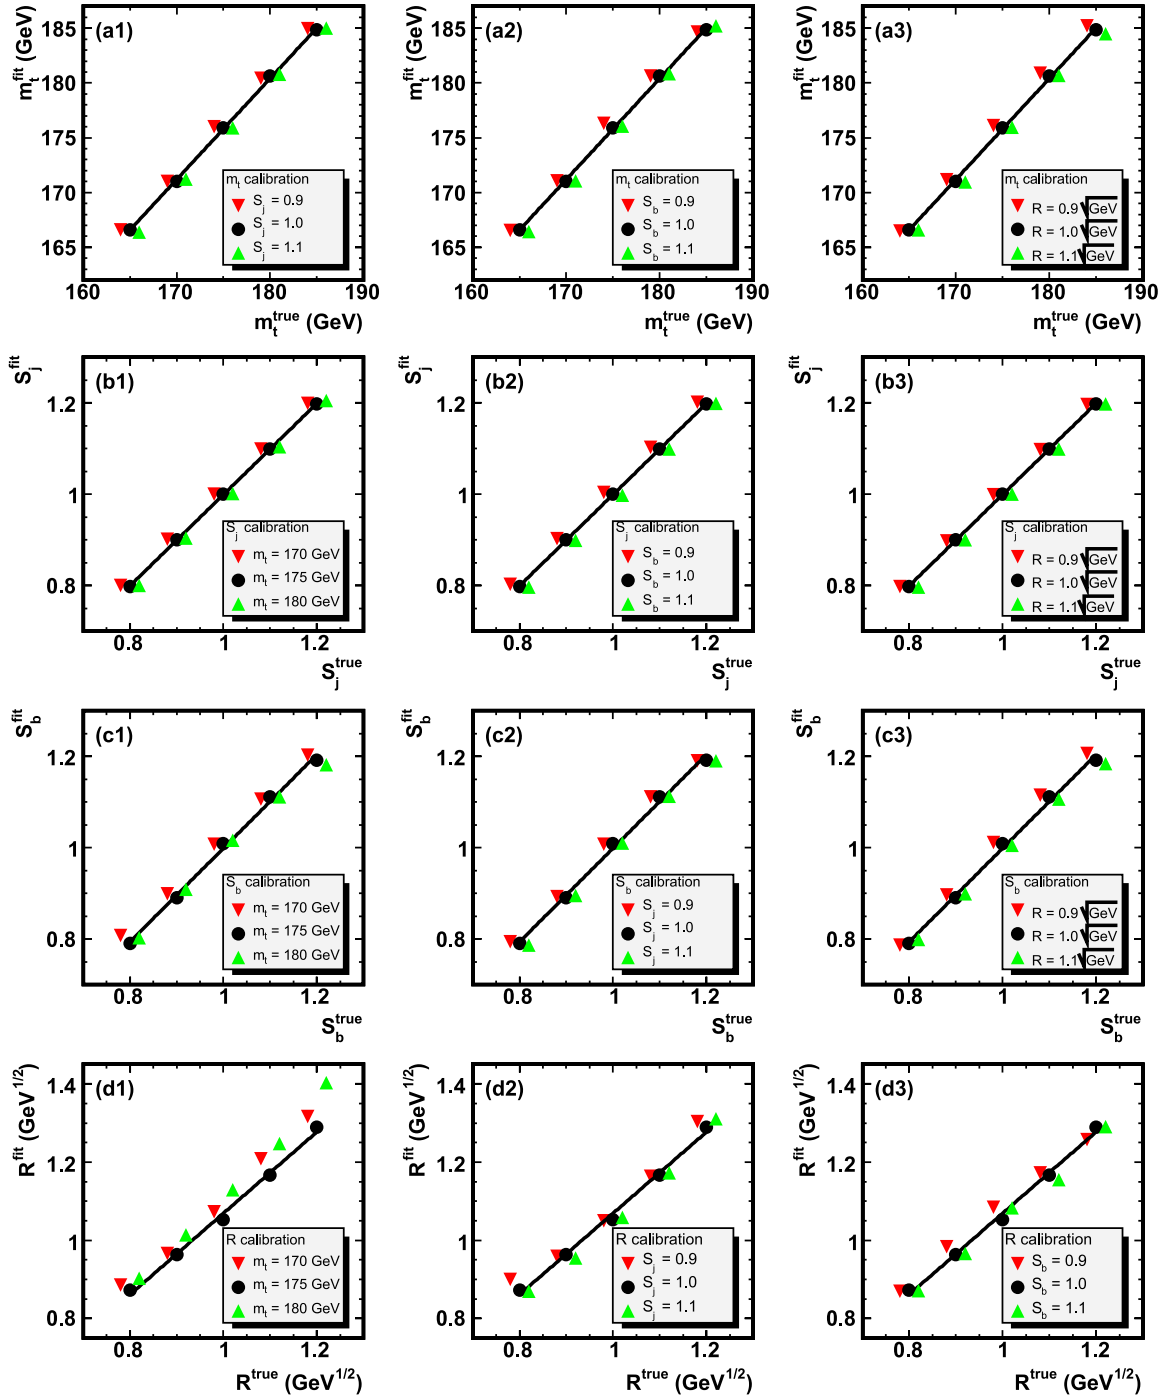 (a1)
m_t^fit (GeV)
185
180
175
170
165
m_t calibration
S_j = 0.9
S_j = 1.0
S_j = 1.1
160 170 180 190
m_t^true (GeV)
(a2)
m_t^fit (GeV)
185
180
175
170
165
m_t calibration
S_b = 0.9
S_b = 1.0
S_b = 1.1
160 170 180 190
m_t^true (GeV)
(a3)
m_t^fit (GeV)
185
180
175
170
165
m_t calibration
R = 0.9√GeV
R = 1.0√GeV
R = 1.1√GeV
160 170 180 190
m_t^true (GeV)
(b1)
S_j^fit
1.2
1
0.8
S_j calibration
m_t = 170 GeV
m_t = 175 GeV
m_t = 180 GeV
0.8 1 1.2
S_j^true
(b2)
S_j^fit
1.2
1
0.8
S_j calibration
S_b = 0.9
S_b = 1.0
S_b = 1.1
0.8 1 1.2
S_j^true
(b3)
S_j^fit
1.2
1
0.8
S_j calibration
R = 0.9√GeV
R = 1.0√GeV
R = 1.1√GeV
0.8 1 1.2
S_j^true
(c1)
S_b^fit
1.2
1
0.8
S_b calibration
m_t = 170 GeV
m_t = 175 GeV
m_t = 180 GeV
0.8 1 1.2
S_b^true
(c2)
S_b^fit
1.2
1
0.8
S_b calibration
S_j = 0.9
S_j = 1.0
S_j = 1.1
0.8 1 1.2
S_b^true
(c3)
S_b^fit
1.2
1
0.8
S_b calibration
R = 0.9√GeV
R = 1.0√GeV
R = 1.1√GeV
0.8 1 1.2
S_b^true
(d1)
R^fit (GeV^1/2)
1.4
1.2
1
0.8
R calibration
m_t = 170 GeV
m_t = 175 GeV
m_t = 180 GeV
0.8 1 1.2
R^true (GeV^1/2)
(d2)
R^fit (GeV^1/2)
1.4
1.2
1
0.8
R calibration
S_j = 0.9
S_j = 1.0
S_j = 1.1
0.8 1 1.2
R^true (GeV^1/2)
(d3)
R^fit (GeV^1/2)
1.4
1.2
1
0.8
R calibration
S_b = 0.9
S_b = 1.0
S_b = 1.1
0.8 1 1.2
R^true (GeV^1/2)